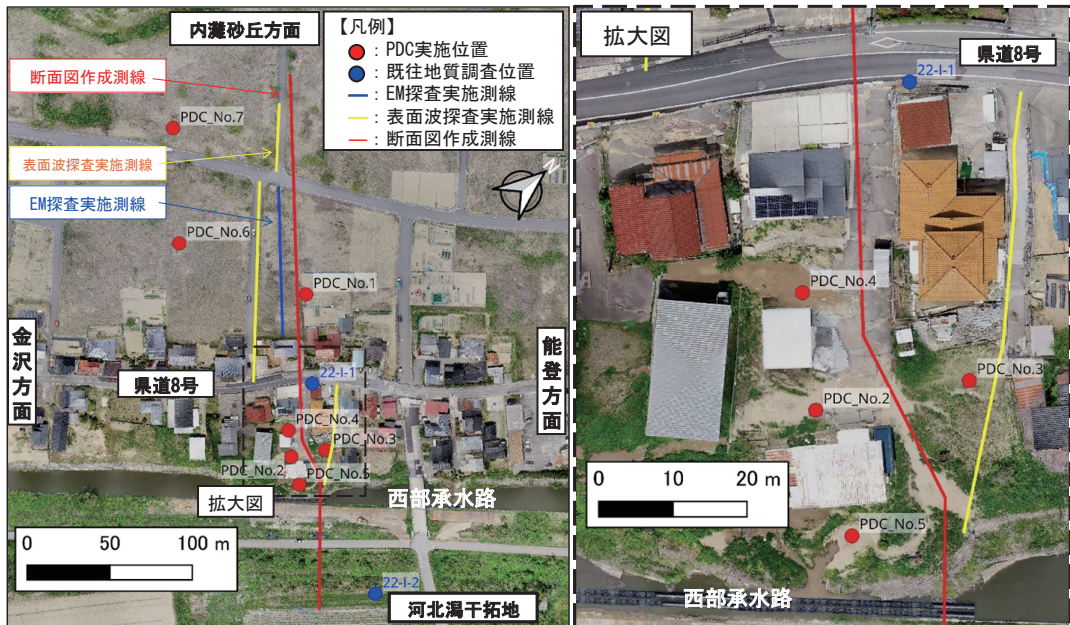 内灘砂丘方面
【凡例】
: PDC実施位置
: 既往地質調査位置
: EM探査実施測線
: 表面波探査実施測線
: 断面図作成測線
断面図作成測線
PDC_No.7
表面波探査実施測線
EM探査実施測線
N
PDC_No.6
PDC_No.1
金沢方面
能登方面
県道8号
22-I-1
PDC_No.4
PDC_No.3
PDC_No.2
PDC_No.5
拡大図
西部承水路
0 50 100 m
22-I-2
河北潟干拓地
拡大図
県道8号
22-I-1
PDC_No.4
PDC_No.3
PDC_No.2
0 10 20 m
PDC_No.5
西部承水路